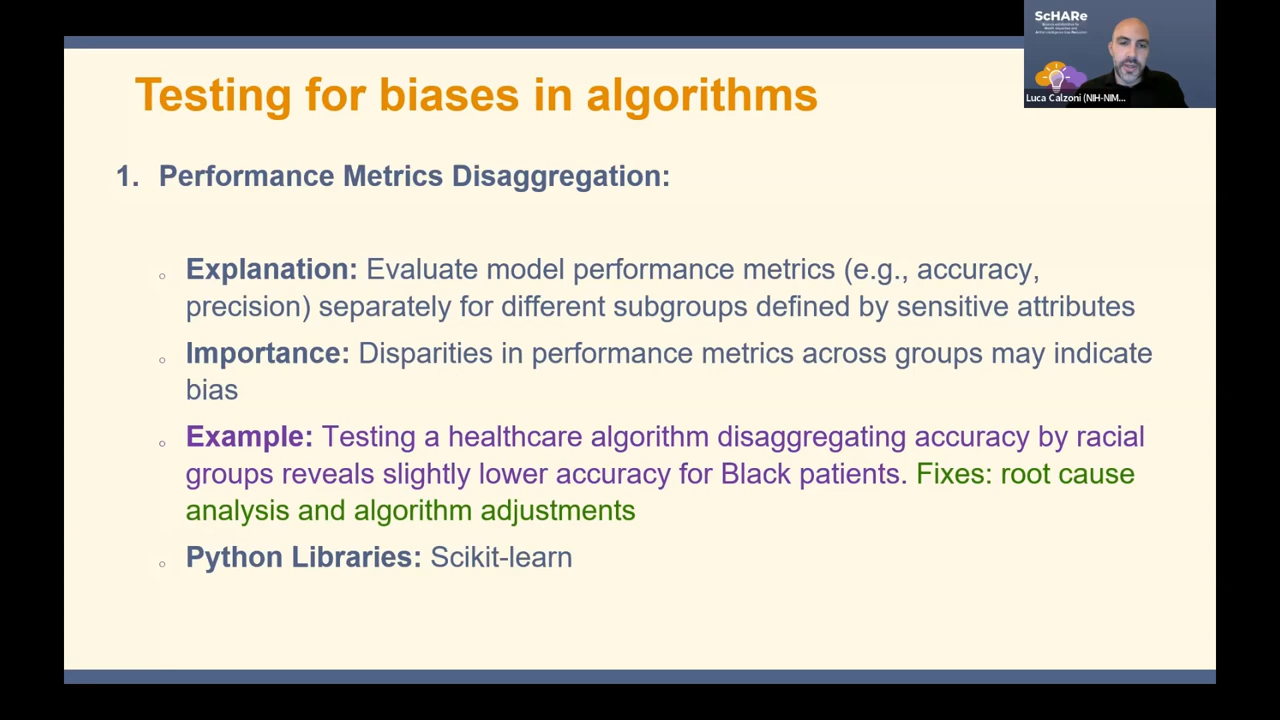 ScHARe
Luca Calzoni (NIH-NIM...
Testing for biases in algorithms
1. Performance Metrics Disaggregation:
○ Explanation: Evaluate model performance metrics (e.g., accuracy,
precision) separately for different subgroups defined by sensitive attributes
○ Importance: Disparities in performance metrics across groups may indicate
bias
○ Example: Testing a healthcare algorithm disaggregating accuracy by racial
groups reveals slightly lower accuracy for Black patients. Fixes: root cause
analysis and algorithm adjustments
○ Python Libraries: Scikit-learn